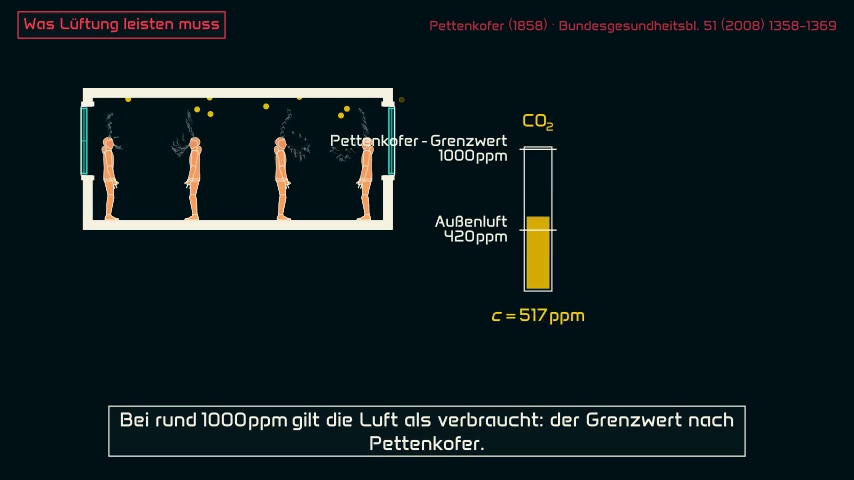 Was Lüftung leisten muss
Pettenkofer (1858) · Bundesgesundheitsbl. 51 (2008) 1358-1369
CO₂
Pettenkofer-Grenzwert
1000ppm
Außenluft
420ppm
c = 517ppm
Bei rund 1000ppm gilt die Luft als verbraucht: der Grenzwert nach
Pettenkofer.